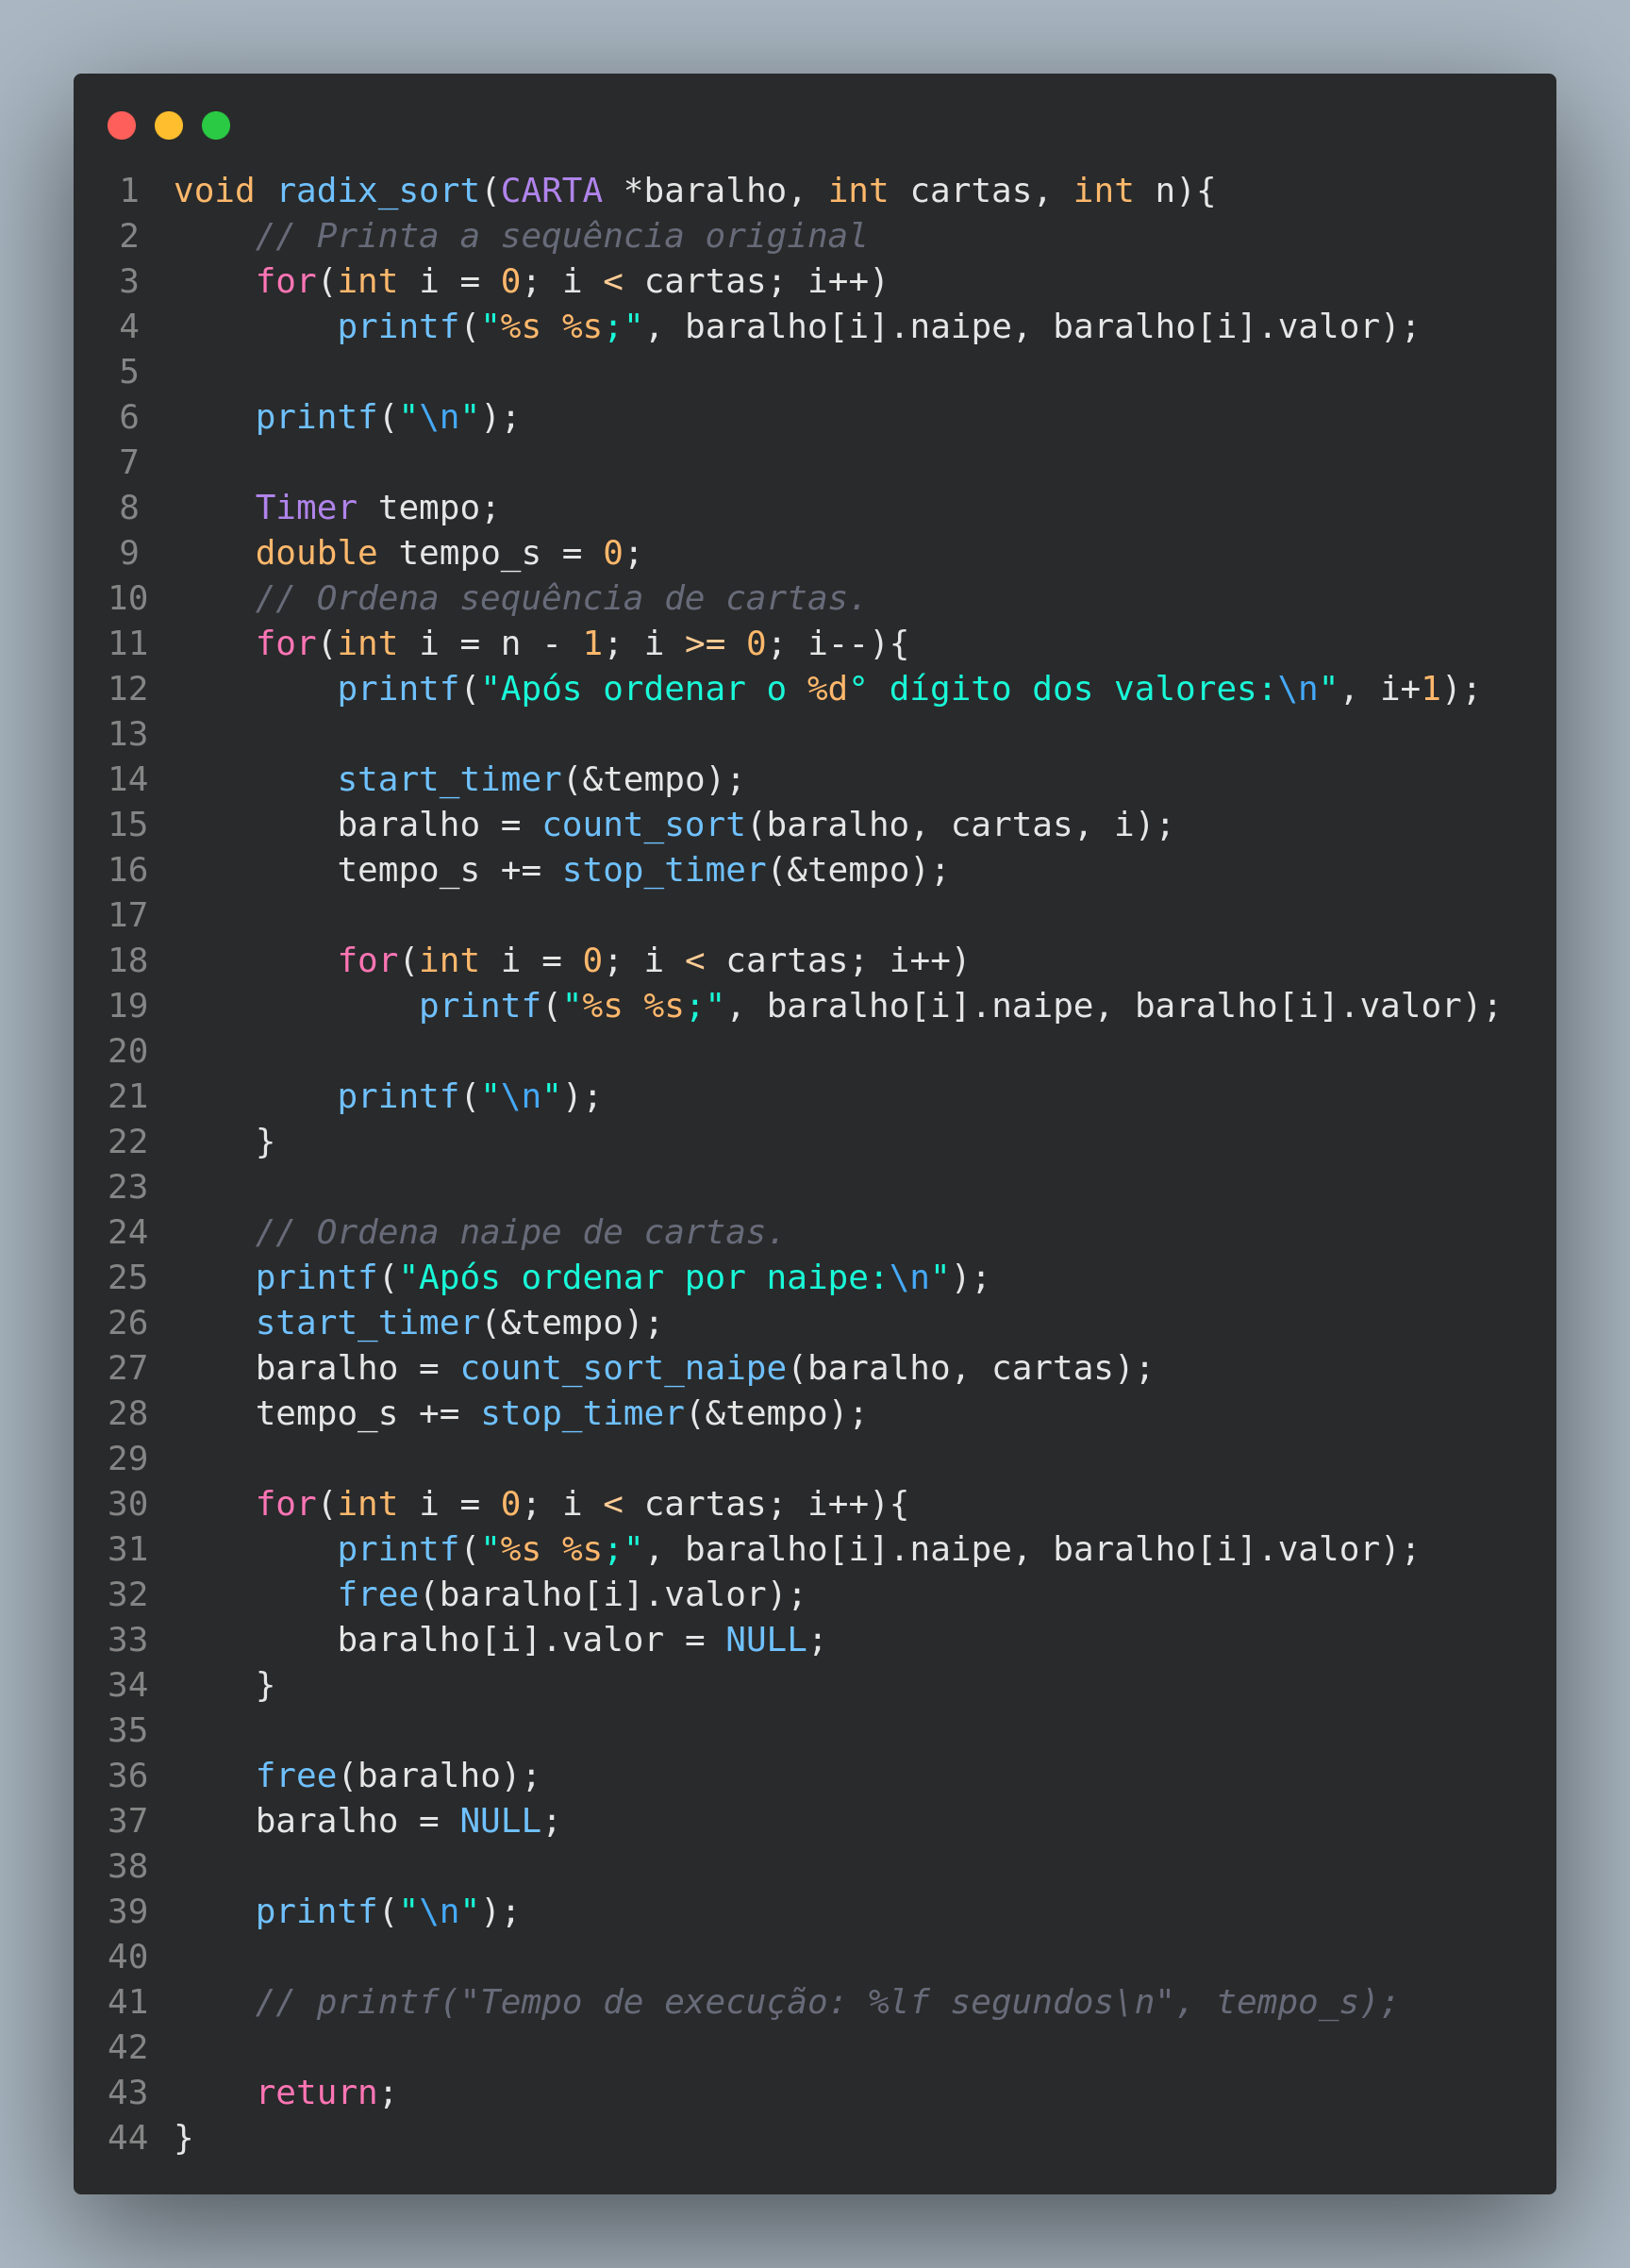 1 void radix_sort(CARTA *baralho, int cartas, int n){
2     // Printa a sequência original
3     for(int i = 0; i < cartas; i++)
4         printf("%s %s;", baralho[i].naipe, baralho[i].valor);
5
6     printf("\n");
7
8     Timer tempo;
9     double tempo_s = 0;
10     // Ordena sequência de cartas.
11     for(int i = n - 1; i >= 0; i--){
12         printf("Após ordenar o %d° dígito dos valores:\n", i+1);
13
14         start_timer(&tempo);
15         baralho = count_sort(baralho, cartas, i);
16         tempo_s += stop_timer(&tempo);
17
18         for(int i = 0; i < cartas; i++)
19             printf("%s %s;", baralho[i].naipe, baralho[i].valor);
20
21         printf("\n");
22     }
23
24     // Ordena naipe de cartas.
25     printf("Após ordenar por naipe:\n");
26     start_timer(&tempo);
27     baralho = count_sort_naipe(baralho, cartas);
28     tempo_s += stop_timer(&tempo);
29
30     for(int i = 0; i < cartas; i++){
31         printf("%s %s;", baralho[i].naipe, baralho[i].valor);
32         free(baralho[i].valor);
33         baralho[i].valor = NULL;
34     }
35
36     free(baralho);
37     baralho = NULL;
38
39     printf("\n");
40
41     // printf("Tempo de execução: %lf segundos\n", tempo_s);
42
43     return;
44 }